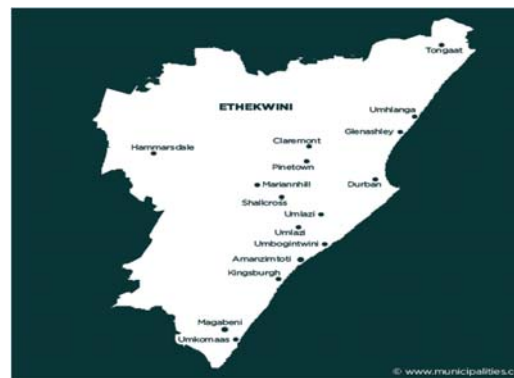 Tongaat
ETHEKWINI
Umhlanga
Glenashley
Claremont
Hammarsdale
Pinetown
Mariannhill
Durban
Shallcross
Umlazi
Umlazi
Umbogintwini
Amanzimtoti
Kingsburgh
Magabeni
Umkomaas
© www.municipalities.c